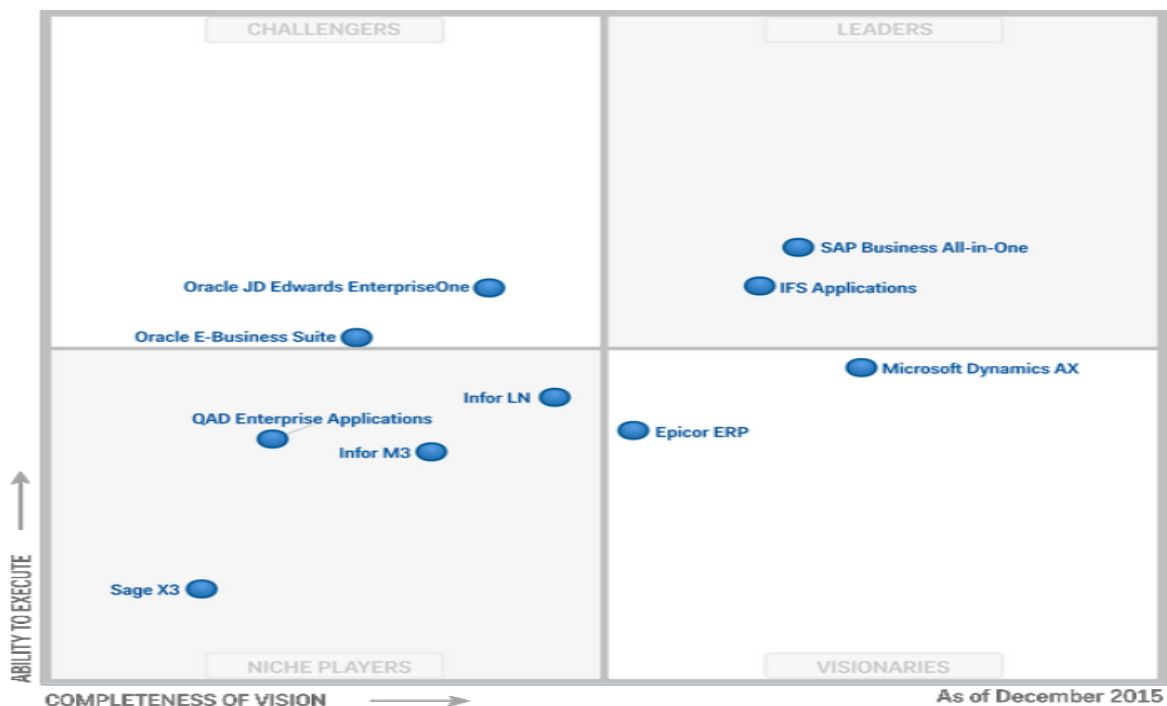 CHALLENGERS
LEADERS
SAP Business All-in-One
Oracle JD Edwards EnterpriseOne
IFS Applications
Oracle E-Business Suite
Microsoft Dynamics AX
Infor LN
QAD Enterprise Applications
Epicor ERP
Infor M3
Sage X3
ABILITY TO EXECUTE
NICHE PLAYERS
VISIONARIES
COMPLETENESS OF VISION
As of December 2015